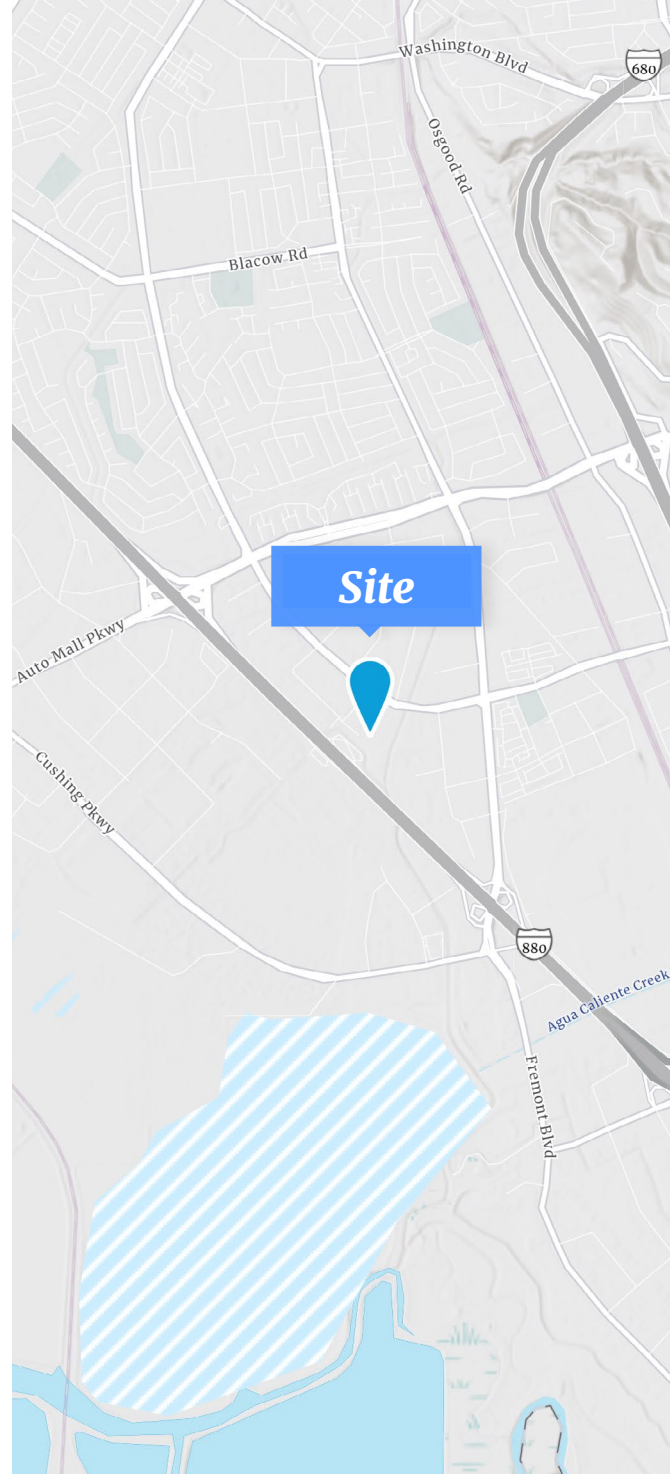 Washington Blvd
680
Osgood Rd
Blacow Rd
Site
Auto Mall Pkwy
Cushing Pkwy
880
Agua Caliente Creek
Fremont Blvd